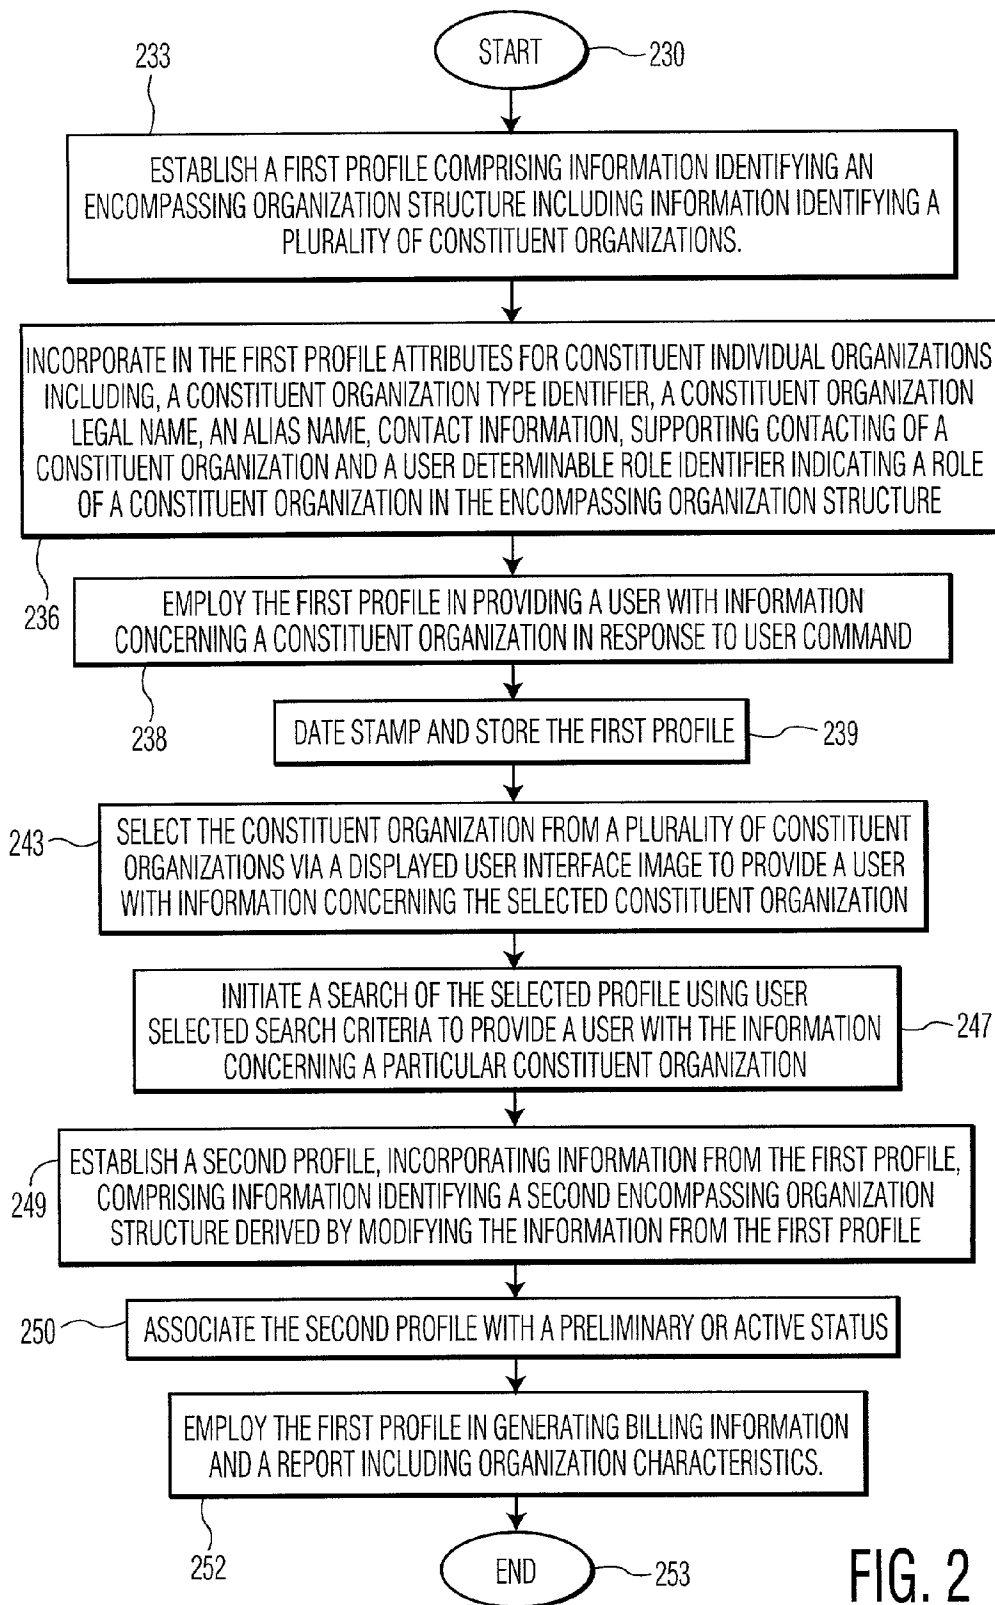 START
230
233
ESTABLISH A FIRST PROFILE COMPRISING INFORMATION IDENTIFYING AN
ENCOMPASSING ORGANIZATION STRUCTURE INCLUDING INFORMATION IDENTIFYING A
PLURALITY OF CONSTITUENT ORGANIZATIONS.
INCORPORATE IN THE FIRST PROFILE ATTRIBUTES FOR CONSTITUENT INDIVIDUAL ORGANIZATIONS
INCLUDING, A CONSTITUENT ORGANIZATION TYPE IDENTIFIER, A CONSTITUENT ORGANIZATION
LEGAL NAME, AN ALIAS NAME, CONTACT INFORMATION, SUPPORTING CONTACTING OF A
CONSTITUENT ORGANIZATION AND A USER DETERMINABLE ROLE IDENTIFIER INDICATING A ROLE
OF A CONSTITUENT ORGANIZATION IN THE ENCOMPASSING ORGANIZATION STRUCTURE
236
EMPLOY THE FIRST PROFILE IN PROVIDING A USER WITH INFORMATION
CONCERNING A CONSTITUENT ORGANIZATION IN RESPONSE TO USER COMMAND
238
DATE STAMP AND STORE THE FIRST PROFILE
239
243
SELECT THE CONSTITUENT ORGANIZATION FROM A PLURALITY OF CONSTITUENT
ORGANIZATIONS VIA A DISPLAYED USER INTERFACE IMAGE TO PROVIDE A USER
WITH INFORMATION CONCERNING THE SELECTED CONSTITUENT ORGANIZATION
INITIATE A SEARCH OF THE SELECTED PROFILE USING USER
SELECTED SEARCH CRITERIA TO PROVIDE A USER WITH THE INFORMATION
CONCERNING A PARTICULAR CONSTITUENT ORGANIZATION
247
249
ESTABLISH A SECOND PROFILE, INCORPORATING INFORMATION FROM THE FIRST PROFILE,
COMPRISING INFORMATION IDENTIFYING A SECOND ENCOMPASSING ORGANIZATION
STRUCTURE DERIVED BY MODIFYING THE INFORMATION FROM THE FIRST PROFILE
250
ASSOCIATE THE SECOND PROFILE WITH A PRELIMINARY OR ACTIVE STATUS
EMPLOY THE FIRST PROFILE IN GENERATING BILLING INFORMATION
AND A REPORT INCLUDING ORGANIZATION CHARACTERISTICS.
252
END
253
FIG. 2